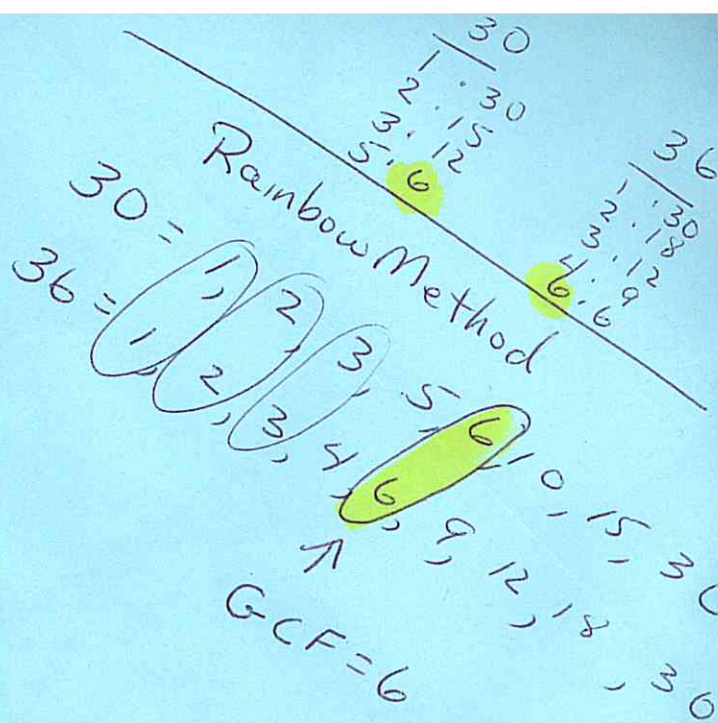 30
1 · 30
2 · 15
3 · 12
5 · 6
36
1 · 30
2 · 18
3 · 12
4 · 9
6 · 6
Rainbow Method
30 = 1, 2, 3, 5, 6, 10, 15, 30
36 = 1, 2, 3, 4, 6, 9, 12, 18, 36
GCF = 6